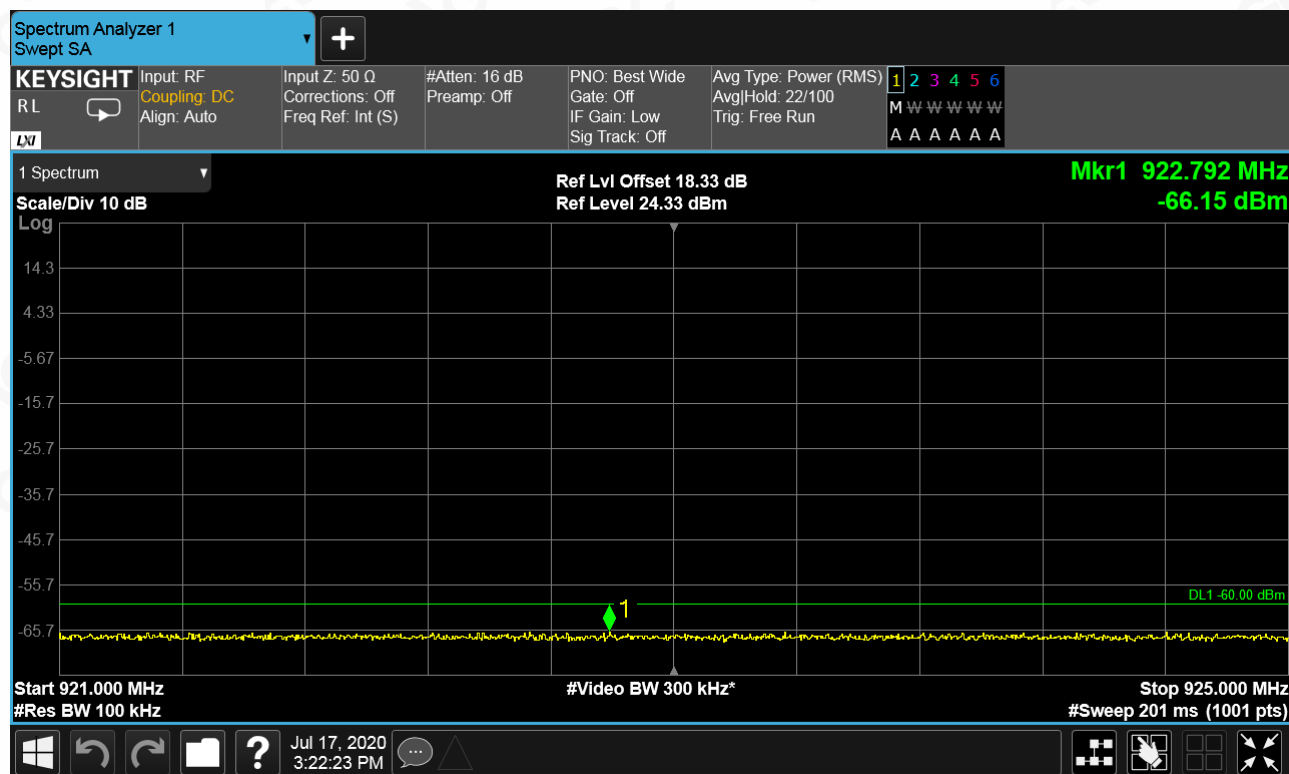 Spectrum Analyzer 1
Swept SA
▼
+
KEYSIGHT
R L
LXI
Input: RF
Coupling: DC
Align: Auto
Input Z: 50 Ω
Corrections: Off
Freq Ref: Int (S)
#Atten: 16 dB
Preamp: Off
PNO: Best Wide
Gate: Off
IF Gain: Low
Sig Track: Off
Avg Type: Power (RMS)
Avg|Hold: 22/100
Trig: Free Run
1 2 3 4 5 6
M W W W W W
A A A A A A
1 Spectrum ▼
Scale/Div 10 dB
Log
Ref Lvl Offset 18.33 dB
Ref Level 24.33 dBm
Mkr1 922.792 MHz
-66.15 dBm
14.3
4.33
-5.67
-15.7
-25.7
-35.7
-45.7
-55.7
DL1 -60.00 dBm
1
-65.7
Start 921.000 MHz
#Res BW 100 kHz
#Video BW 300 kHz*
Stop 925.000 MHz
#Sweep 201 ms (1001 pts)
?
Jul 17, 2020
3:22:23 PM